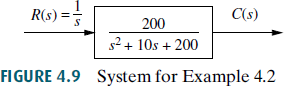 R(s) = 1/s
C(s)
200
s² + 10s + 200
FIGURE 4.9 System for Example 4.2